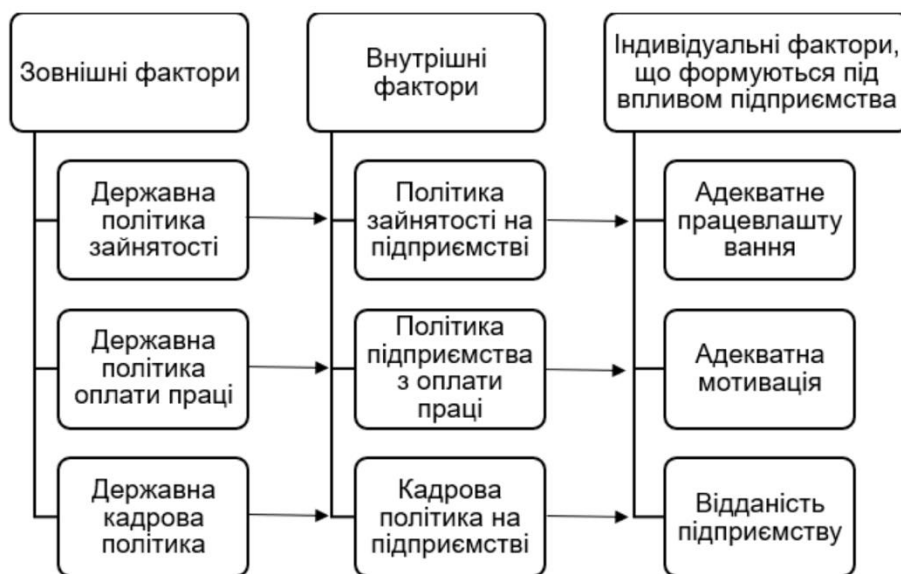 Зовнішні фактори
Внутрішні
фактори
Індивідуальні фактори,
що формуються під
впливом підприємства
Державна
політика
зайнятості
Політика
зайнятості на
підприємстві
Адекватне
працевлашту
вання
Державна
політика
оплати праці
Політика
підприємства
з оплати
праці
Адекватна
мотивація
Державна
кадрова
політика
Кадрова
політика на
підприємстві
Відданість
підприємству